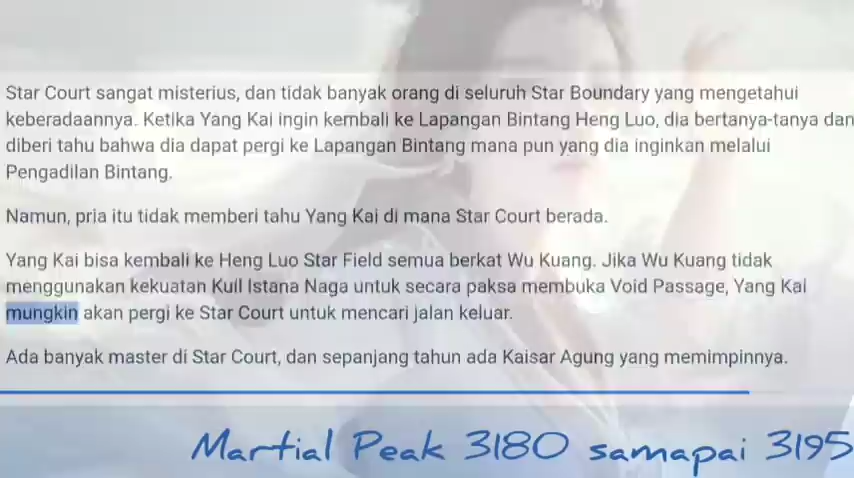 Star Court sangat misterius, dan tidak banyak orang di seluruh Star Boundary yang mengetahui
keberadaannya. Ketika Yang Kai ingin kembali ke Lapangan Bintang Heng Luo, dia bertanya-tanya dan
diberi tahu bahwa dia dapat pergi ke Lapangan Bintang mana pun yang dia inginkan melalui
Pengadilan Bintang.
Namun, pria itu tidak memberi tahu Yang Kai di mana Star Court berada.
Yang Kai bisa kembali ke Heng Luo Star Field semua berkat Wu Kuang. Jika Wu Kuang tidak
menggunakan kekuatan Kuil Istana Naga untuk secara paksa membuka Void Passage, Yang Kai
mungkin akan pergi ke Star Court untuk mencari jalan keluar.
Ada banyak master di Star Court, dan sepanjang tahun ada Kaisar Agung yang memimpinnya.
Martial Peak 3180 samapai 3195